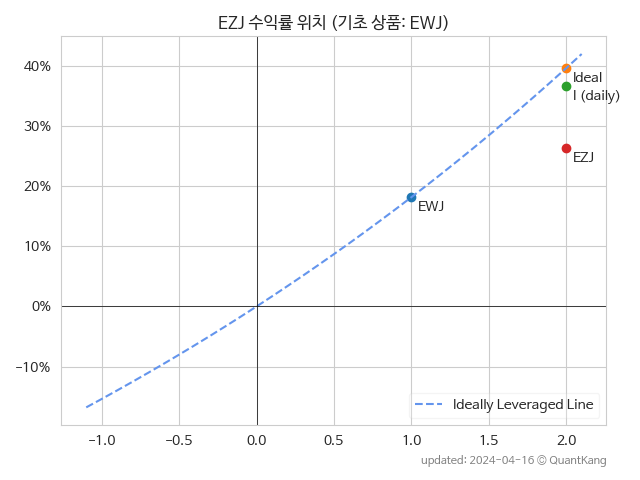 EZJ 수익률 위치 (기초 상품: EWJ)
40%
30%
20%
10%
0%
−10%
Ideal
I (daily)
EZJ
EWJ
Ideally Leveraged Line
−1.0 −0.5 0.0 0.5 1.0 1.5 2.0
updated: 2024-04-16 © QuantKang